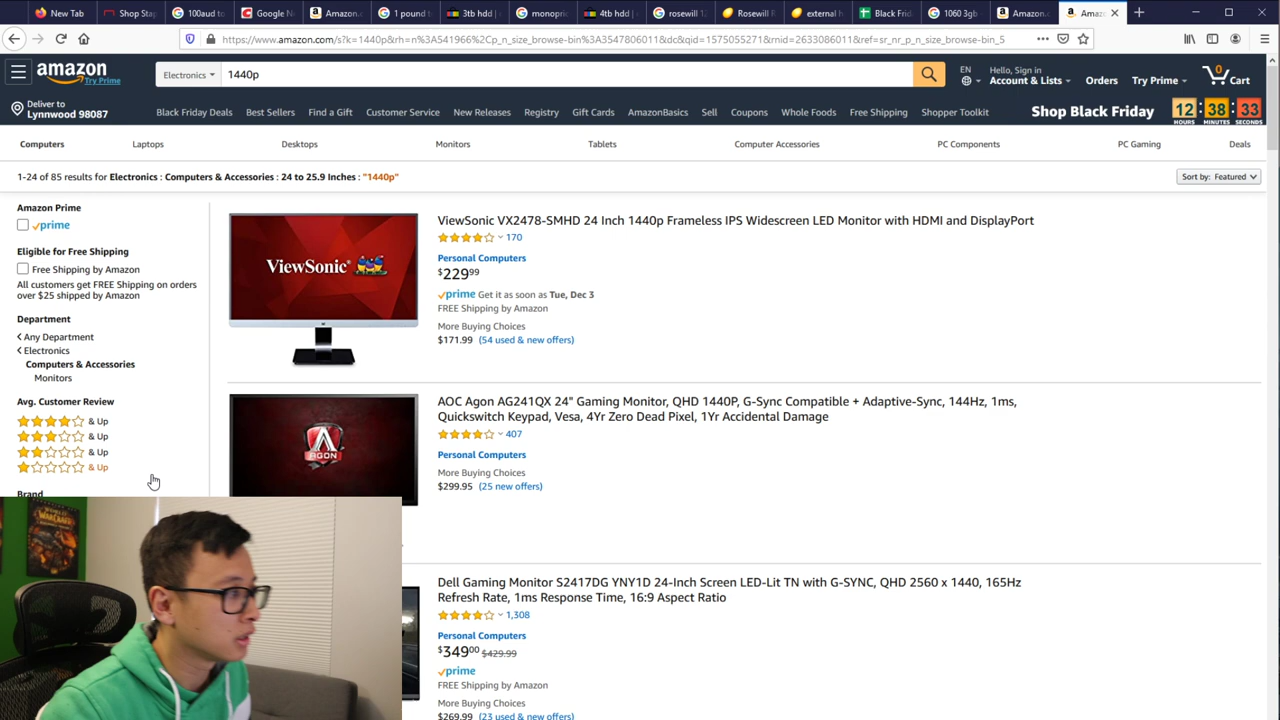 New Tab
Shop Sta
100aud to
Google N
Amazon.c
1 pound t
3tb hdd |
monopric
4tb hdd |
rosewill 12
Rosewill R
external h
Black Frid
1060 3gb
Amazon.c
Amaz
https://www.amazon.com/s?k=1440p&rh=n%3A541966%2Cp_n_size_browse-bin%3A3547806011&dc&qid=1575055271&rnid=2633086011&ref=sr_nr_p_n_size_browse-bin_5
amazon
Try Prime
Electronics
1440p
EN
Hello, Sign in
Account & Lists
Orders
Try Prime
0
Cart
Deliver to
Lynnwood 98087
Black Friday Deals
Best Sellers
Find a Gift
Customer Service
New Releases
Registry
Gift Cards
AmazonBasics
Sell
Coupons
Whole Foods
Free Shipping
Shopper Toolkit
Shop Black Friday
12 : 38 : 33
HOURS MINUTES SECONDS
Computers
Laptops
Desktops
Monitors
Tablets
Computer Accessories
PC Components
PC Gaming
Deals
1-24 of 85 results for Electronics : Computers & Accessories : 24 to 25.9 Inches : "1440p"
Sort by: Featured
Amazon Prime
prime
Eligible for Free Shipping
Free Shipping by Amazon
All customers get FREE Shipping on orders
over $25 shipped by Amazon
Department
Any Department
Electronics
Computers & Accessories
Monitors
Avg. Customer Review
& Up
& Up
& Up
& Up
Brand
ViewSonic
ViewSonic VX2478-SMHD 24 Inch 1440p Frameless IPS Widescreen LED Monitor with HDMI and DisplayPort
170
Personal Computers
$22999
prime Get it as soon as Tue, Dec 3
FREE Shipping by Amazon
More Buying Choices
$171.99 (54 used & new offers)
AGON
AOC Agon AG241QX 24" Gaming Monitor, QHD 1440P, G-Sync Compatible + Adaptive-Sync, 144Hz, 1ms,
Quickswitch Keypad, Vesa, 4Yr Zero Dead Pixel, 1Yr Accidental Damage
407
Personal Computers
More Buying Choices
$299.95 (25 new offers)
Dell Gaming Monitor S2417DG YNY1D 24-Inch Screen LED-Lit TN with G-SYNC, QHD 2560 x 1440, 165Hz
Refresh Rate, 1ms Response Time, 16:9 Aspect Ratio
1,308
Personal Computers
$34900 $429.99
prime
FREE Shipping by Amazon
More Buying Choices
$269.99 (23 used & new offers)